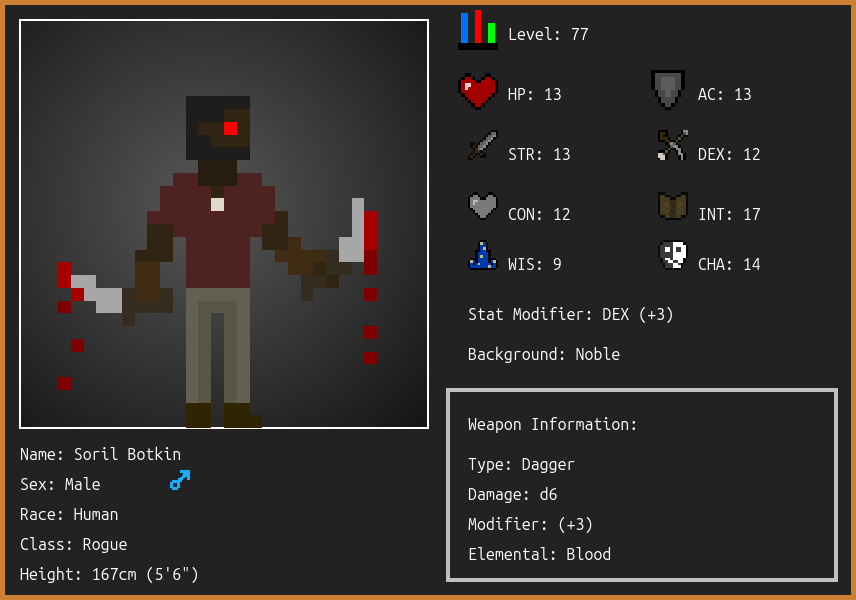 Level: 77
HP: 13
AC: 13
STR: 13
DEX: 12
CON: 12
INT: 17
WIS: 9
CHA: 14
Stat Modifier: DEX (+3)
Background: Noble
Weapon Information:
Type: Dagger
Damage: d6
Modifier: (+3)
Elemental: Blood
Name: Soril Botkin
Sex: Male
Race: Human
Class: Rogue
Height: 167cm (5'6")